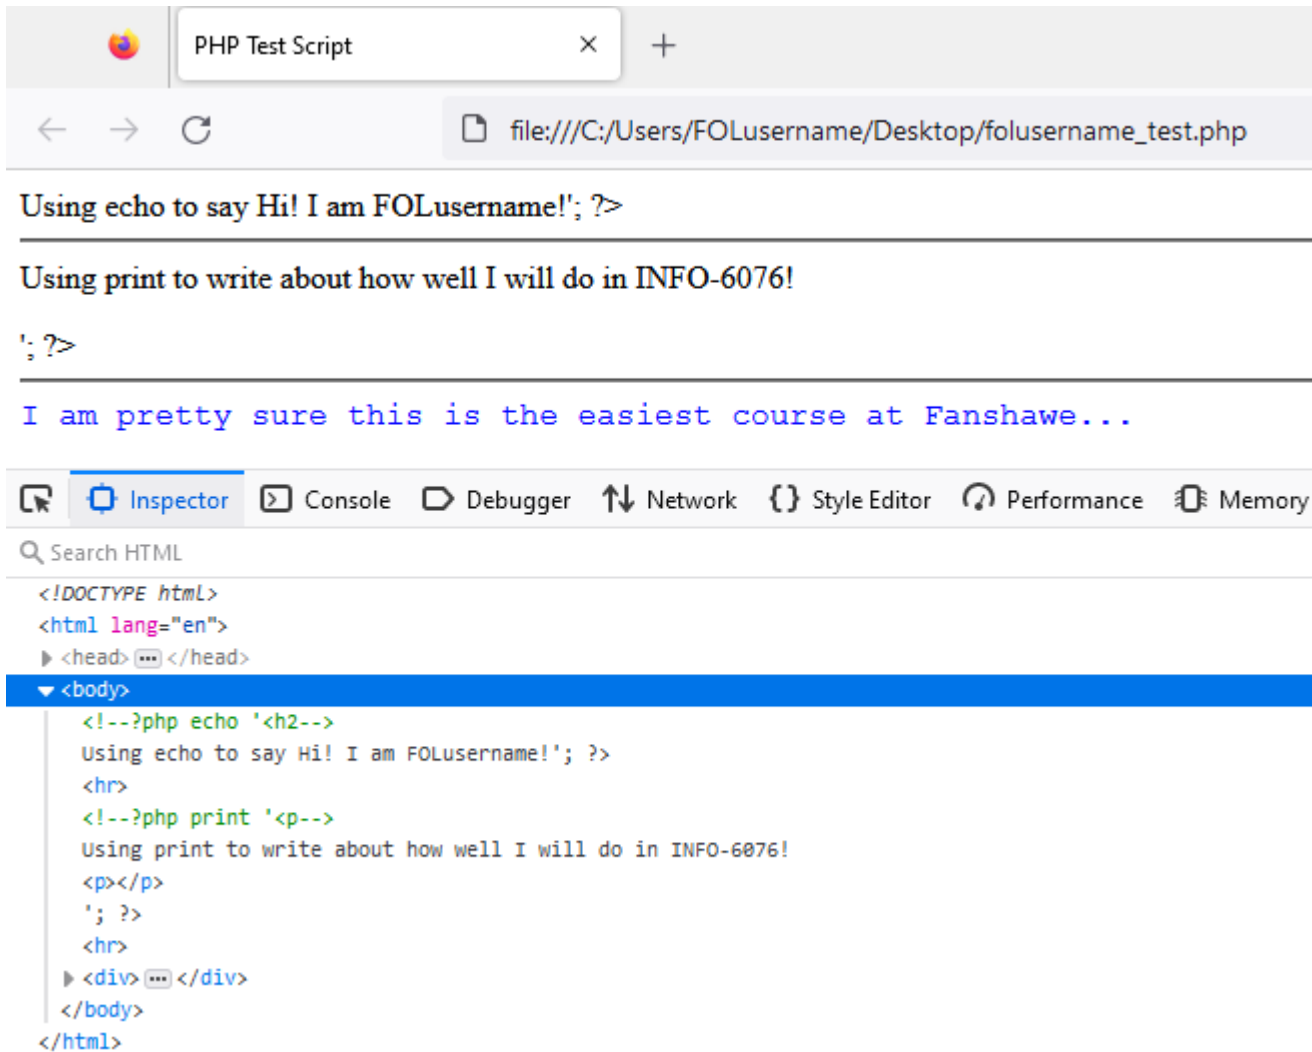 PHP Test Script
file:///C:/Users/FOLusername/Desktop/folusername_test.php
Using echo to say Hi! I am FOLusername!'; ?>
Using print to write about how well I will do in INFO-6076!
'; ?>
I am pretty sure this is the easiest course at Fanshawe...
Inspector Console Debugger Network {} Style Editor Performance Memory
Search HTML
<!DOCTYPE html>
<html lang="en">
<head>···</head>
<body>
<!--?php echo '<h2-->
Using echo to say Hi! I am FOLusername!'; ?>
<hr>
<!--?php print '<p-->
Using print to write about how well I will do in INFO-6076!
<p></p>
'; ?>
<hr>
<div>···</div>
</body>
</html>